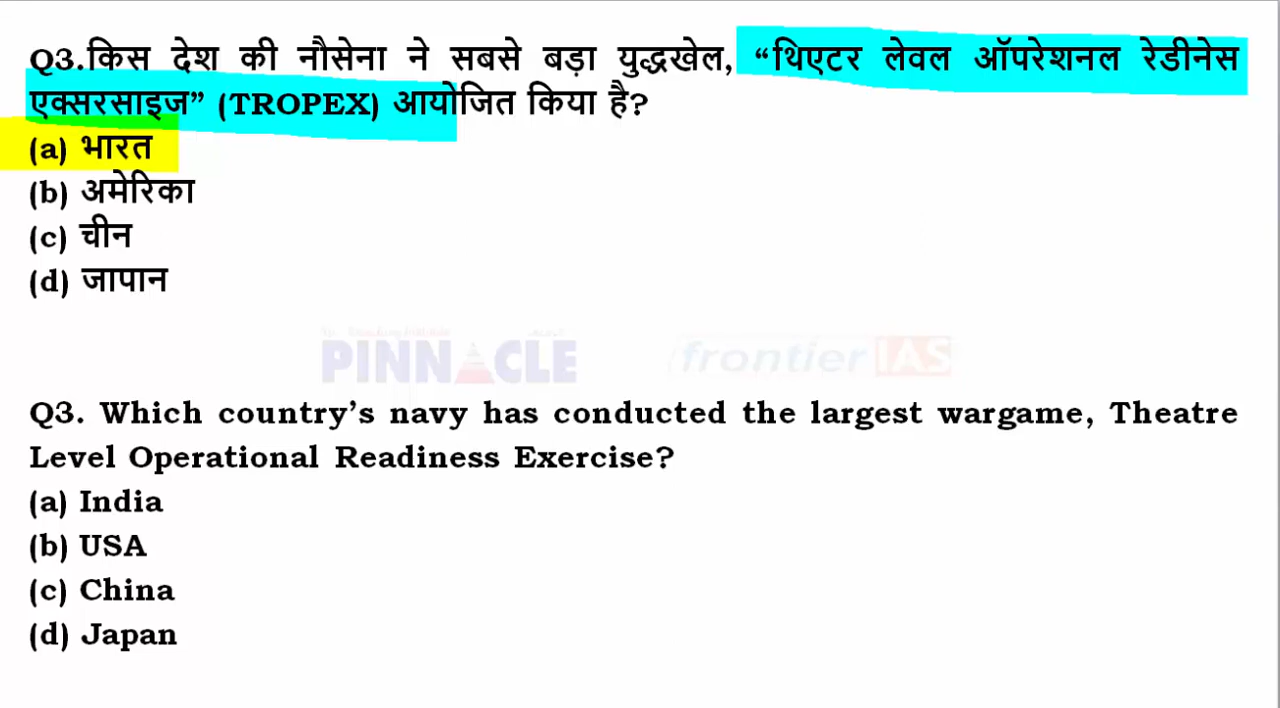 Q3.किस देश की नौसेना ने सबसे बड़ा युद्धखेल, “थिएटर लेवल ऑपरेशनल रेडीनेस
एक्सरसाइज” (TROPEX) आयोजित किया है?
(a) भारत
(b) अमेरिका
(c) चीन
(d) जापान
PINNACLE frontier IAS
Q3. Which country’s navy has conducted the largest wargame, Theatre
Level Operational Readiness Exercise?
(a) India
(b) USA
(c) China
(d) Japan